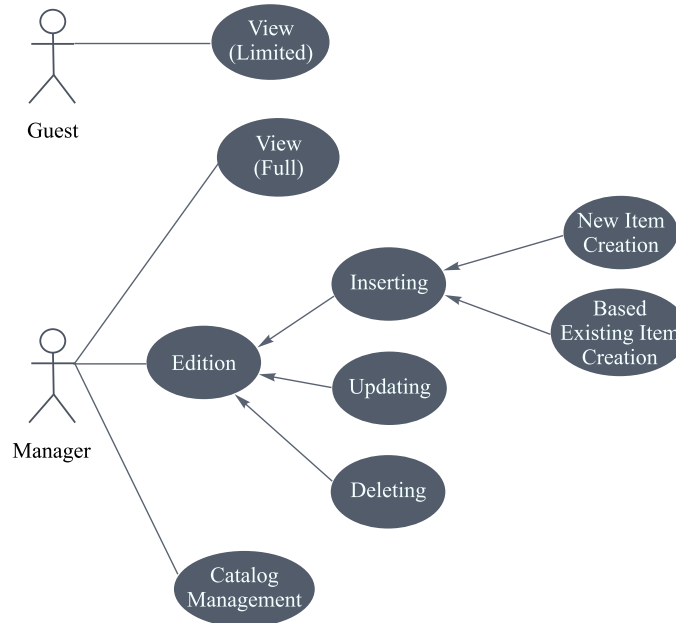 View
(Limited)
Guest
View
(Full)
New Item
Creation
Inserting
Based
Existing Item
Creation
Edition
Updating
Manager
Deleting
Catalog
Management